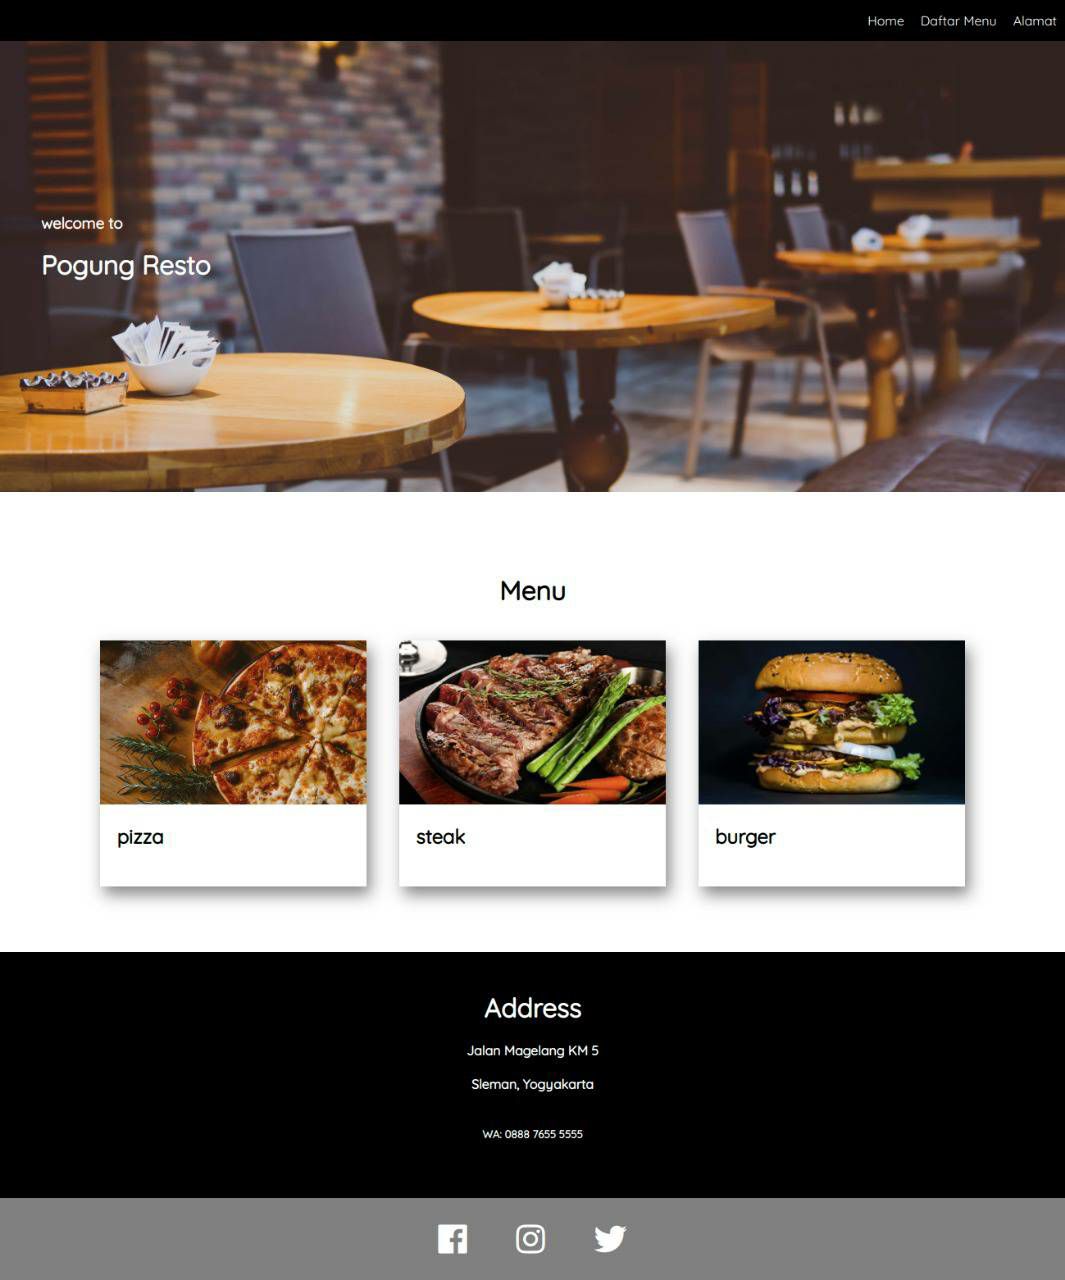 Home Daftar Menu Alamat
welcome to
Pogung Resto
Menu
pizza steak burger
Address
Jalan Magelang KM 5
Sleman, Yogyakarta
WA: 0888 7655 5555